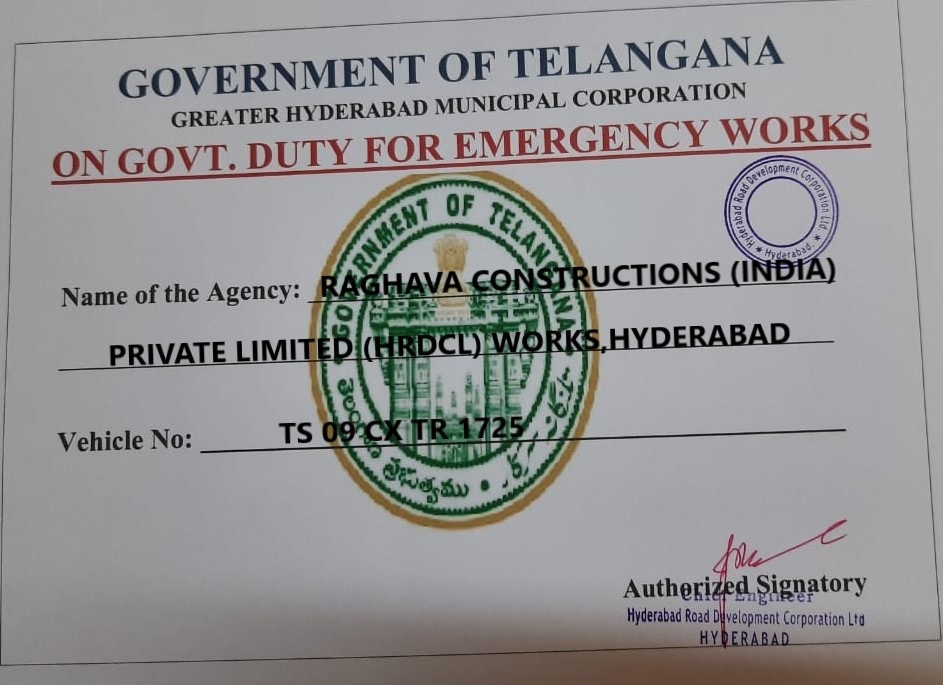 GOVERNMENT OF TELANGANA
GREATER HYDERABAD MUNICIPAL CORPORATION
ON GOVT. DUTY FOR EMERGENCY WORKS
Hyderabad Road Development Corporation Ltd.
★ Hyderabad. ★
GOVERNMENT OF TELANGANA
Name of the Agency: RAGHAVA CONSTRUCTIONS (INDIA)
PRIVATE LIMITED (HRDCL) WORKS,HYDERABAD
Vehicle No: TS 09 CX TR 1725
తెలంగాణ ప్రభుత్వము
Authorized Signatory
Chief Engineer
Hyderabad Road Development Corporation Ltd
HYDERABAD